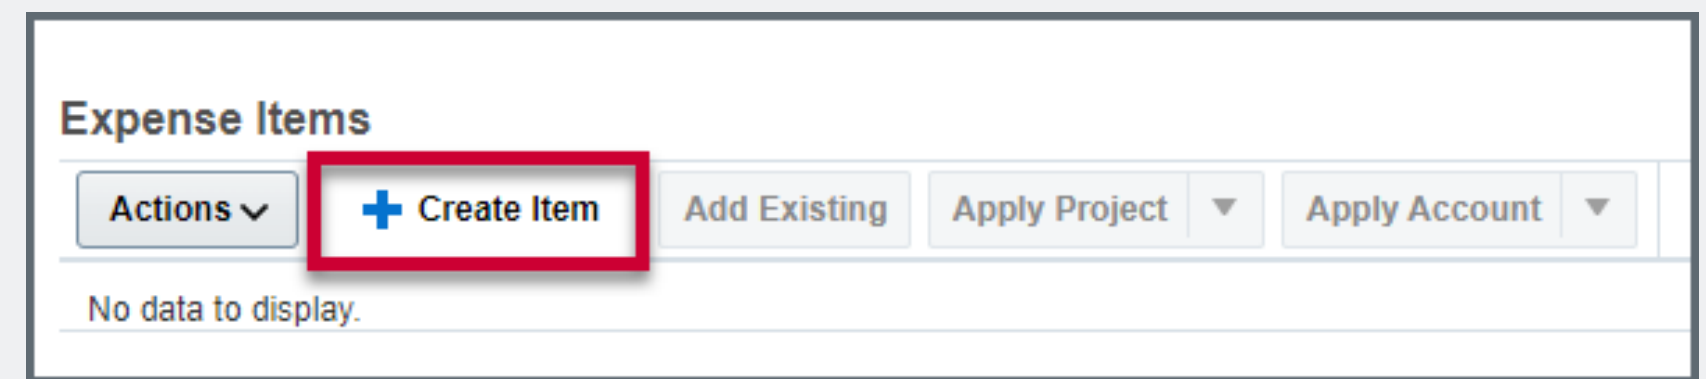 Expense Items
Actions Create Item Add Existing Apply Project Apply Account
No data to display.